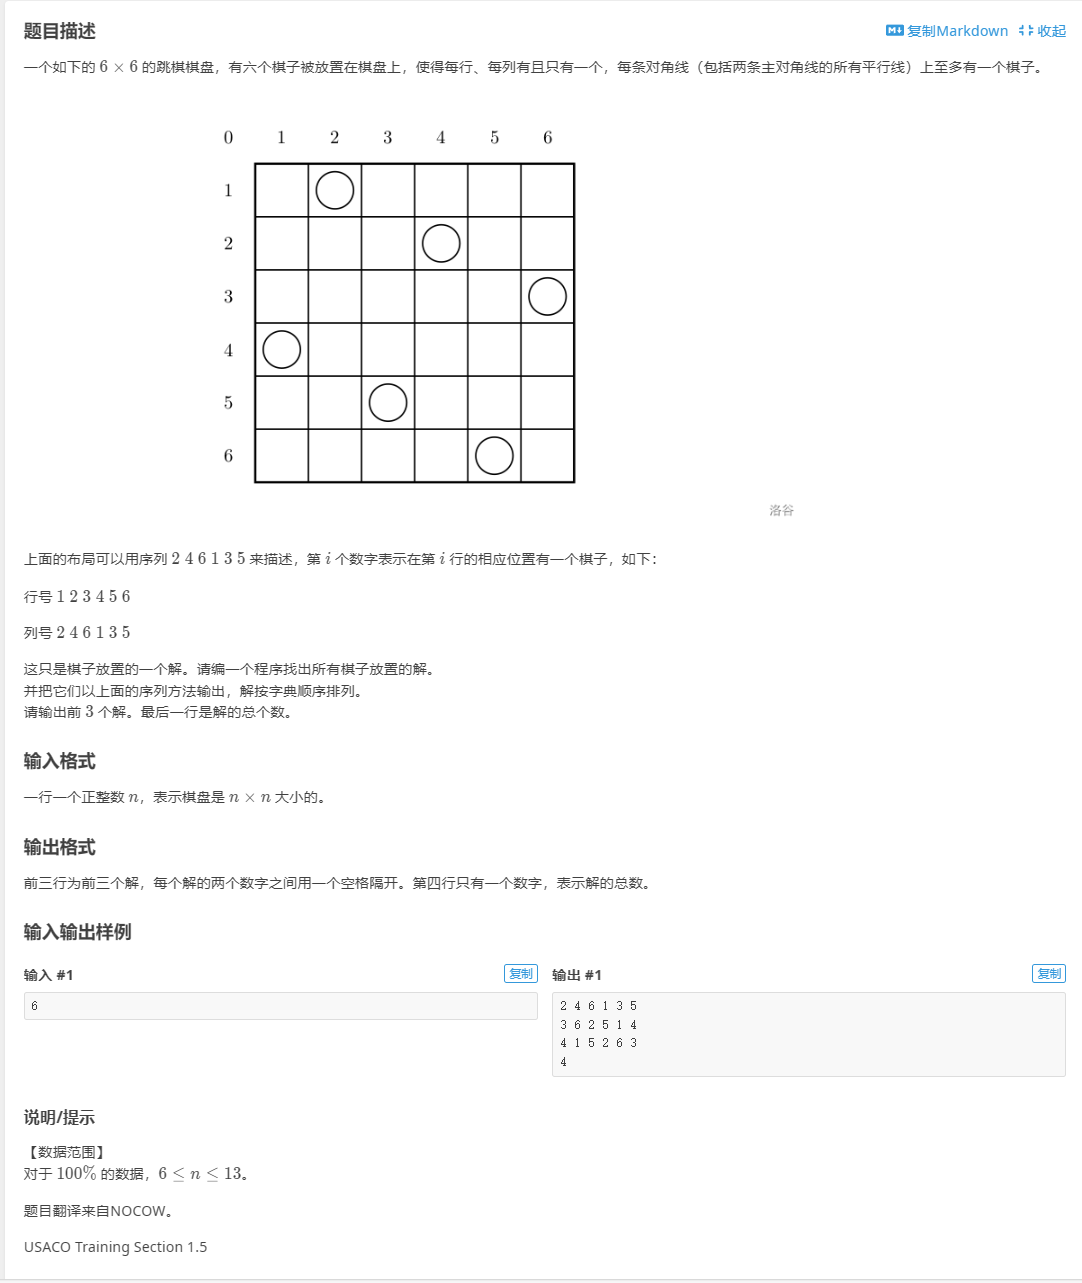 题目描述
复制Markdown 收起
一个如下的 6 × 6 的跳棋棋盘，有六个棋子被放置在棋盘上，使得每行、每列有且只有一个，每条对角线（包括两条主对角线的所有平行线）上至多有一个棋子。
0 1 2 3 4 5 6
1
2
3
4
5
6
洛谷
上面的布局可以用序列 2 4 6 1 3 5 来描述，第 i 个数字表示在第 i 行的相应位置有一个棋子，如下：
行号 1 2 3 4 5 6
列号 2 4 6 1 3 5
这只是棋子放置的一个解。请编一个程序找出所有棋子放置的解。
并把它们以上面的序列方法输出，解按字典顺序排列。
请输出前 3 个解。最后一行是解的总个数。
输入格式
一行一个正整数 n，表示棋盘是 n × n 大小的。
输出格式
前三行为前三个解，每个解的两个数字之间用一个空格隔开。第四行只有一个数字，表示解的总数。
输入输出样例
输入 #1
复制
6
输出 #1
复制
2 4 6 1 3 5
3 6 2 5 1 4
4 1 5 2 6 3
4
说明/提示
【数据范围】
对于 100% 的数据，6 ≤ n ≤ 13。
题目翻译来自NOCOW。
USACO Training Section 1.5